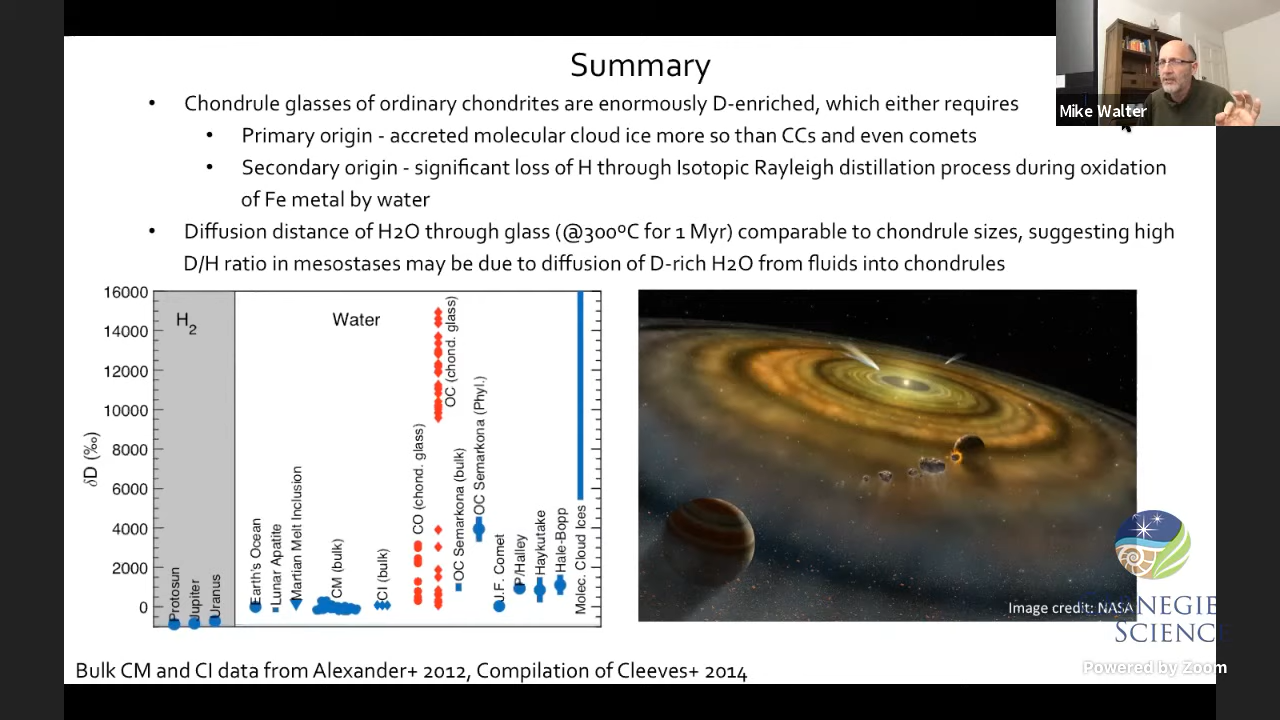 Summary
Mike Walter
• Chondrule glasses of ordinary chondrites are enormously D-enriched, which either requires
• Primary origin - accreted molecular cloud ice more so than CCs and even comets
• Secondary origin - significant loss of H through Isotopic Rayleigh distillation process during oxidation
of Fe metal by water
• Diffusion distance of H2O through glass (@300ºC for 1 Myr) comparable to chondrule sizes, suggesting high
D/H ratio in mesostases may be due to diffusion of D-rich H2O from fluids into chondrules
δD (‰)
16000
14000
12000
10000
8000
6000
4000
2000
0
H2
Water
Protosun
Jupiter
Uranus
Earth's Ocean
Lunar Apatite
Martian Melt Inclusion
CM (bulk)
CI (bulk)
CO (chond. glass)
OC (chond. glass)
OC Semarkona (bulk)
OC Semarkona (Phyl.)
J.F. Comet
P/Halley
Haykutake
Hale-Bopp
Molec. Cloud Ices
Image credit: NASA
CARNEGIE
SCIENCE
Powered by Zoom
Bulk CM and CI data from Alexander+ 2012, Compilation of Cleeves+ 2014